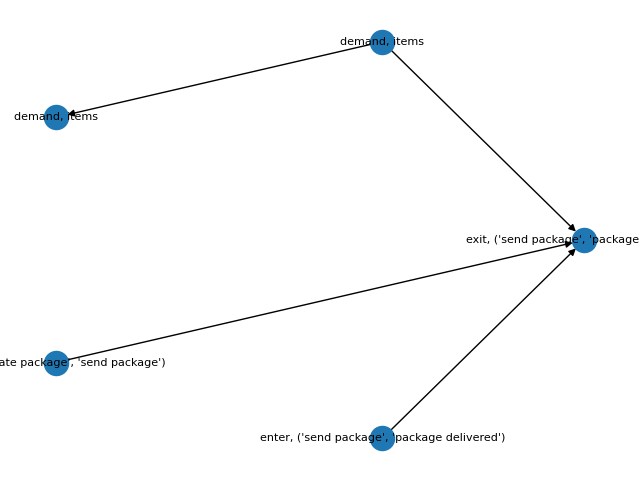 demand, items
demand, items
exit, ('send package', 'package
ate package', 'send package')
enter, ('send package', 'package delivered')